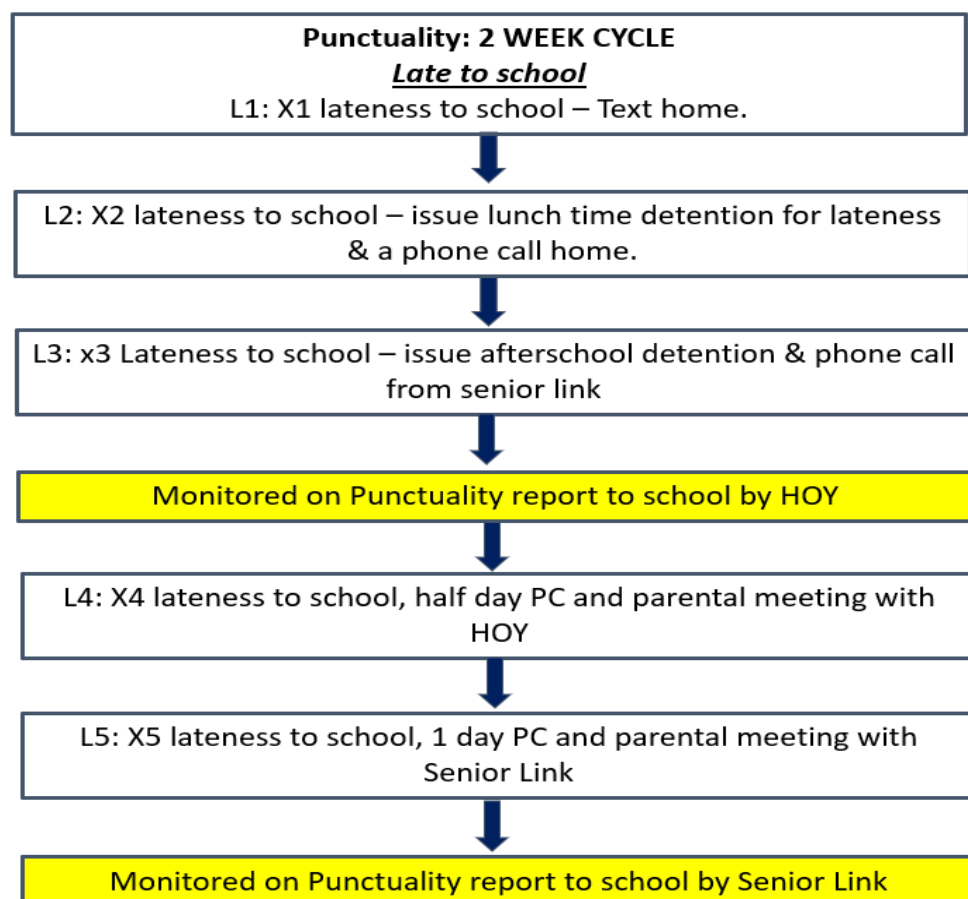 Punctuality: 2 WEEK CYCLE
Late to school
L1: X1 lateness to school – Text home.
L2: X2 lateness to school – issue lunch time detention for lateness
& a phone call home.
L3: x3 Lateness to school – issue afterschool detention & phone call
from senior link
Monitored on Punctuality report to school by HOY
L4: X4 lateness to school, half day PC and parental meeting with
HOY
L5: X5 lateness to school, 1 day PC and parental meeting with
Senior Link
Monitored on Punctuality report to school by Senior Link